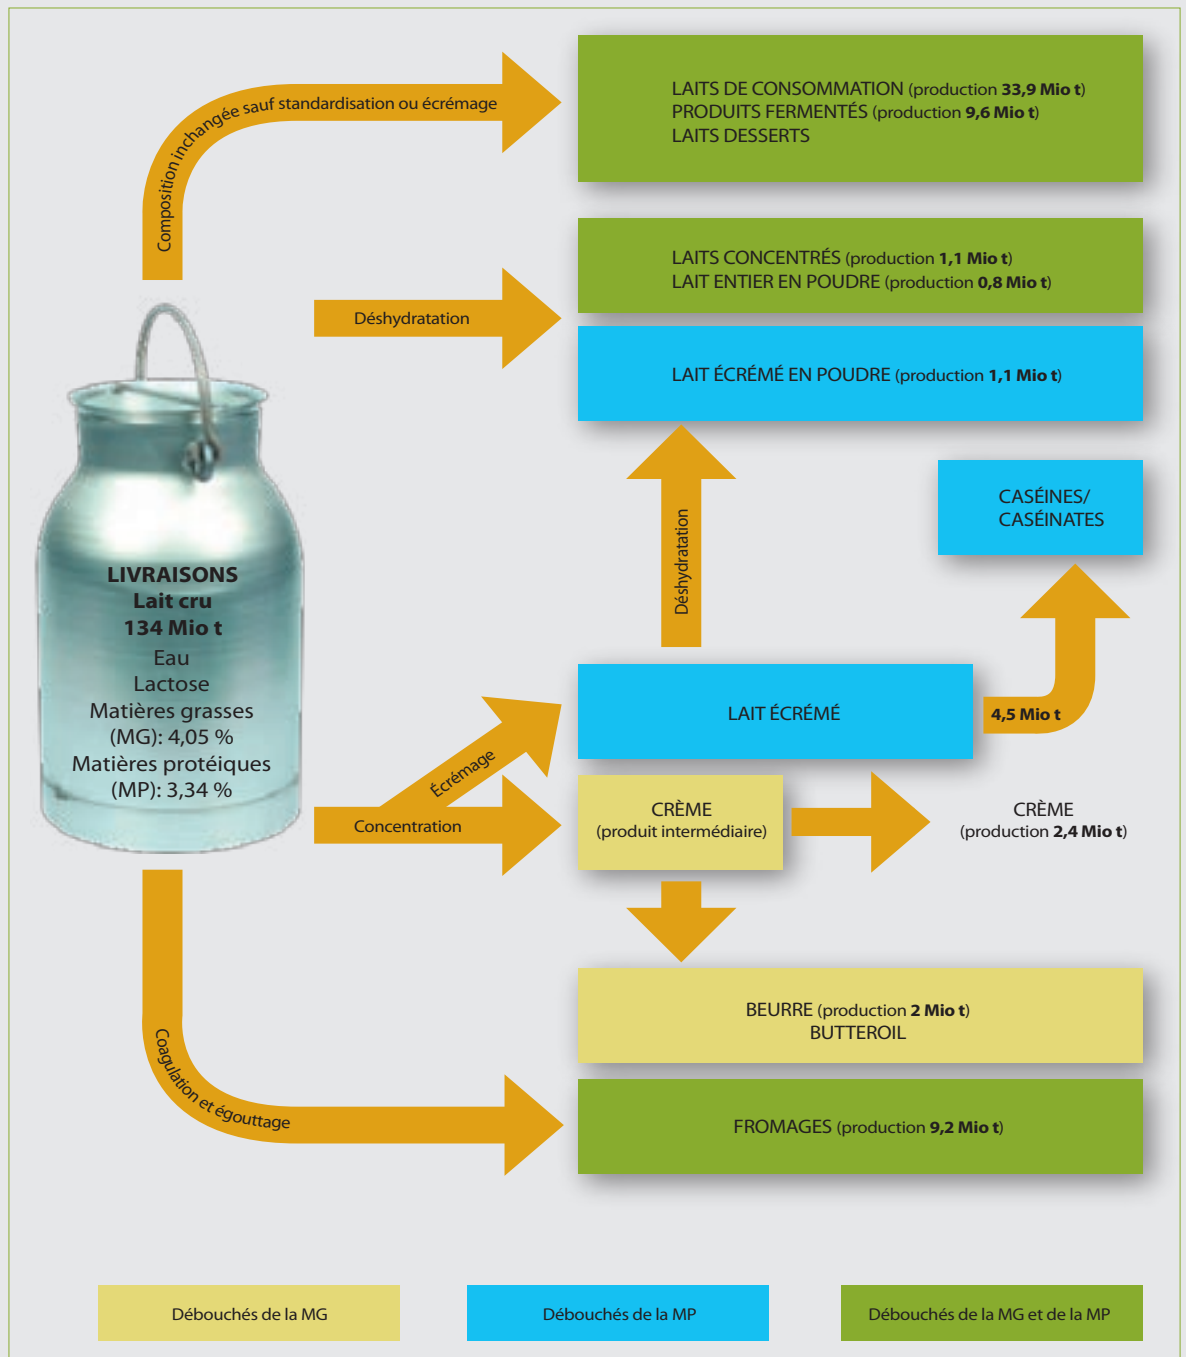 Composition inchangée sauf standardisation ou écrémage
LAITS DE CONSOMMATION (production 33,9 Mio t)
PRODUITS FERMENTÉS (production 9,6 Mio t)
LAITS DESSERTS
Déshydratation
LAITS CONCENTRÉS (production 1,1 Mio t)
LAIT ENTIER EN POUDRE (production 0,8 Mio t)
LAIT ÉCRÉMÉ EN POUDRE (production 1,1 Mio t)
Déshydratation
CASÉINES/
CASÉINATES
LIVRAISONS
Lait cru
134 Mio t
Eau
Lactose
Matières grasses
(MG): 4,05 %
Matières protéiques
(MP): 3,34 %
Écrémage
LAIT ÉCRÉMÉ
4,5 Mio t
Concentration
CRÈME
(produit intermédiaire)
CRÈME
(production 2,4 Mio t)
BEURRE (production 2 Mio t)
BUTTEROIL
Coagulation et égouttage
FROMAGES (production 9,2 Mio t)
Débouchés de la MG
Débouchés de la MP
Débouchés de la MG et de la MP